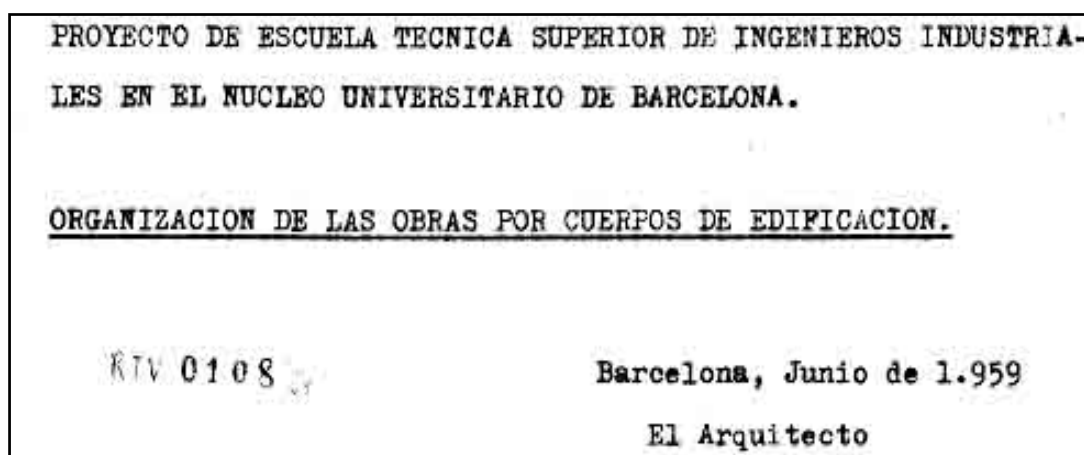 PROYECTO DE ESCUELA TECNICA SUPERIOR DE INGENIEROS INDUSTRIA-
LES EN EL NUCLEO UNIVERSITARIO DE BARCELONA.
ORGANIZACION DE LAS OBRAS POR CUERPOS DE EDIFICACION.
RTV 0108
Barcelona, Junio de 1.959
El Arquitecto